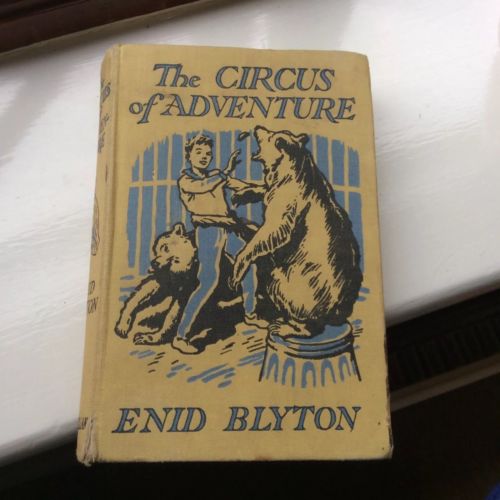 The CIRCUS
of ADVENTURE
ENID BLYTON